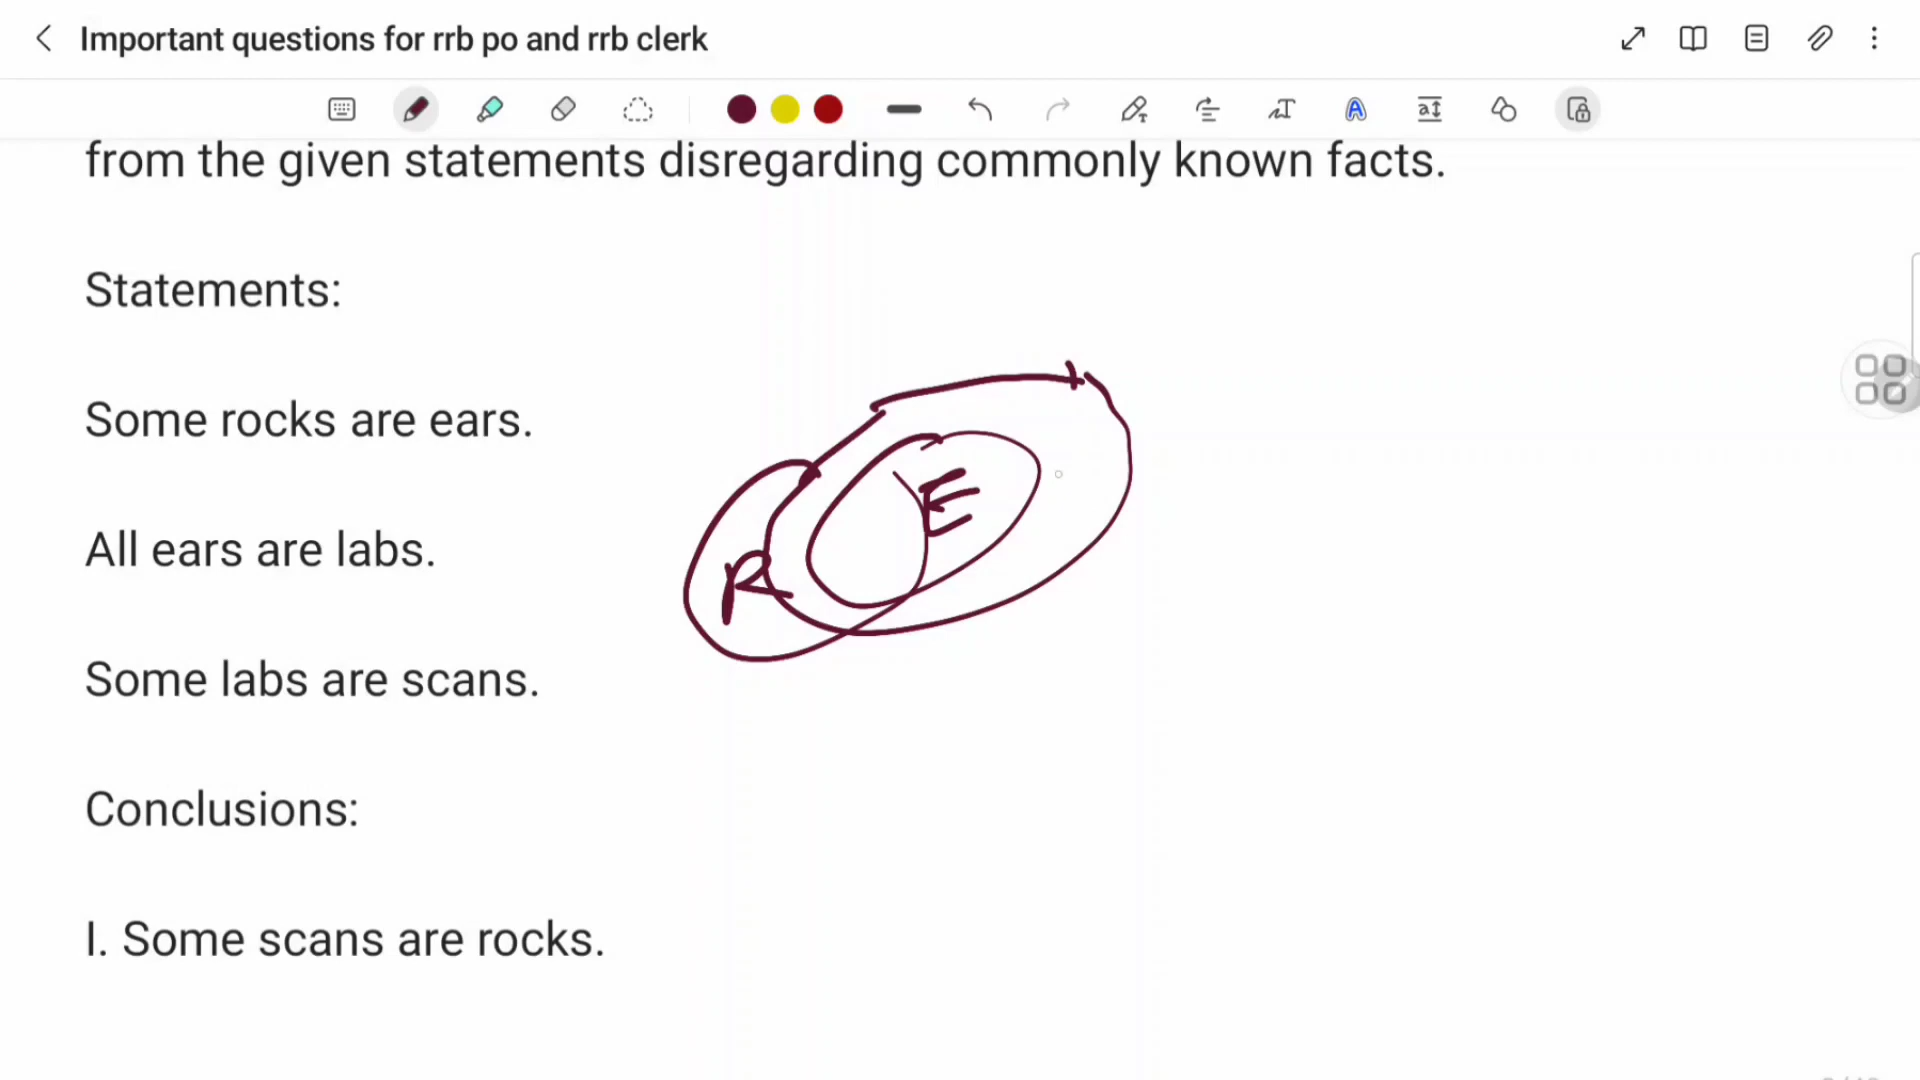 Important questions for rrb po and rrb clerk
from the given statements disregarding commonly known facts.
Statements:
Some rocks are ears.
All ears are labs.
Some labs are scans.
Conclusions:
I. Some scans are rocks.
R
E